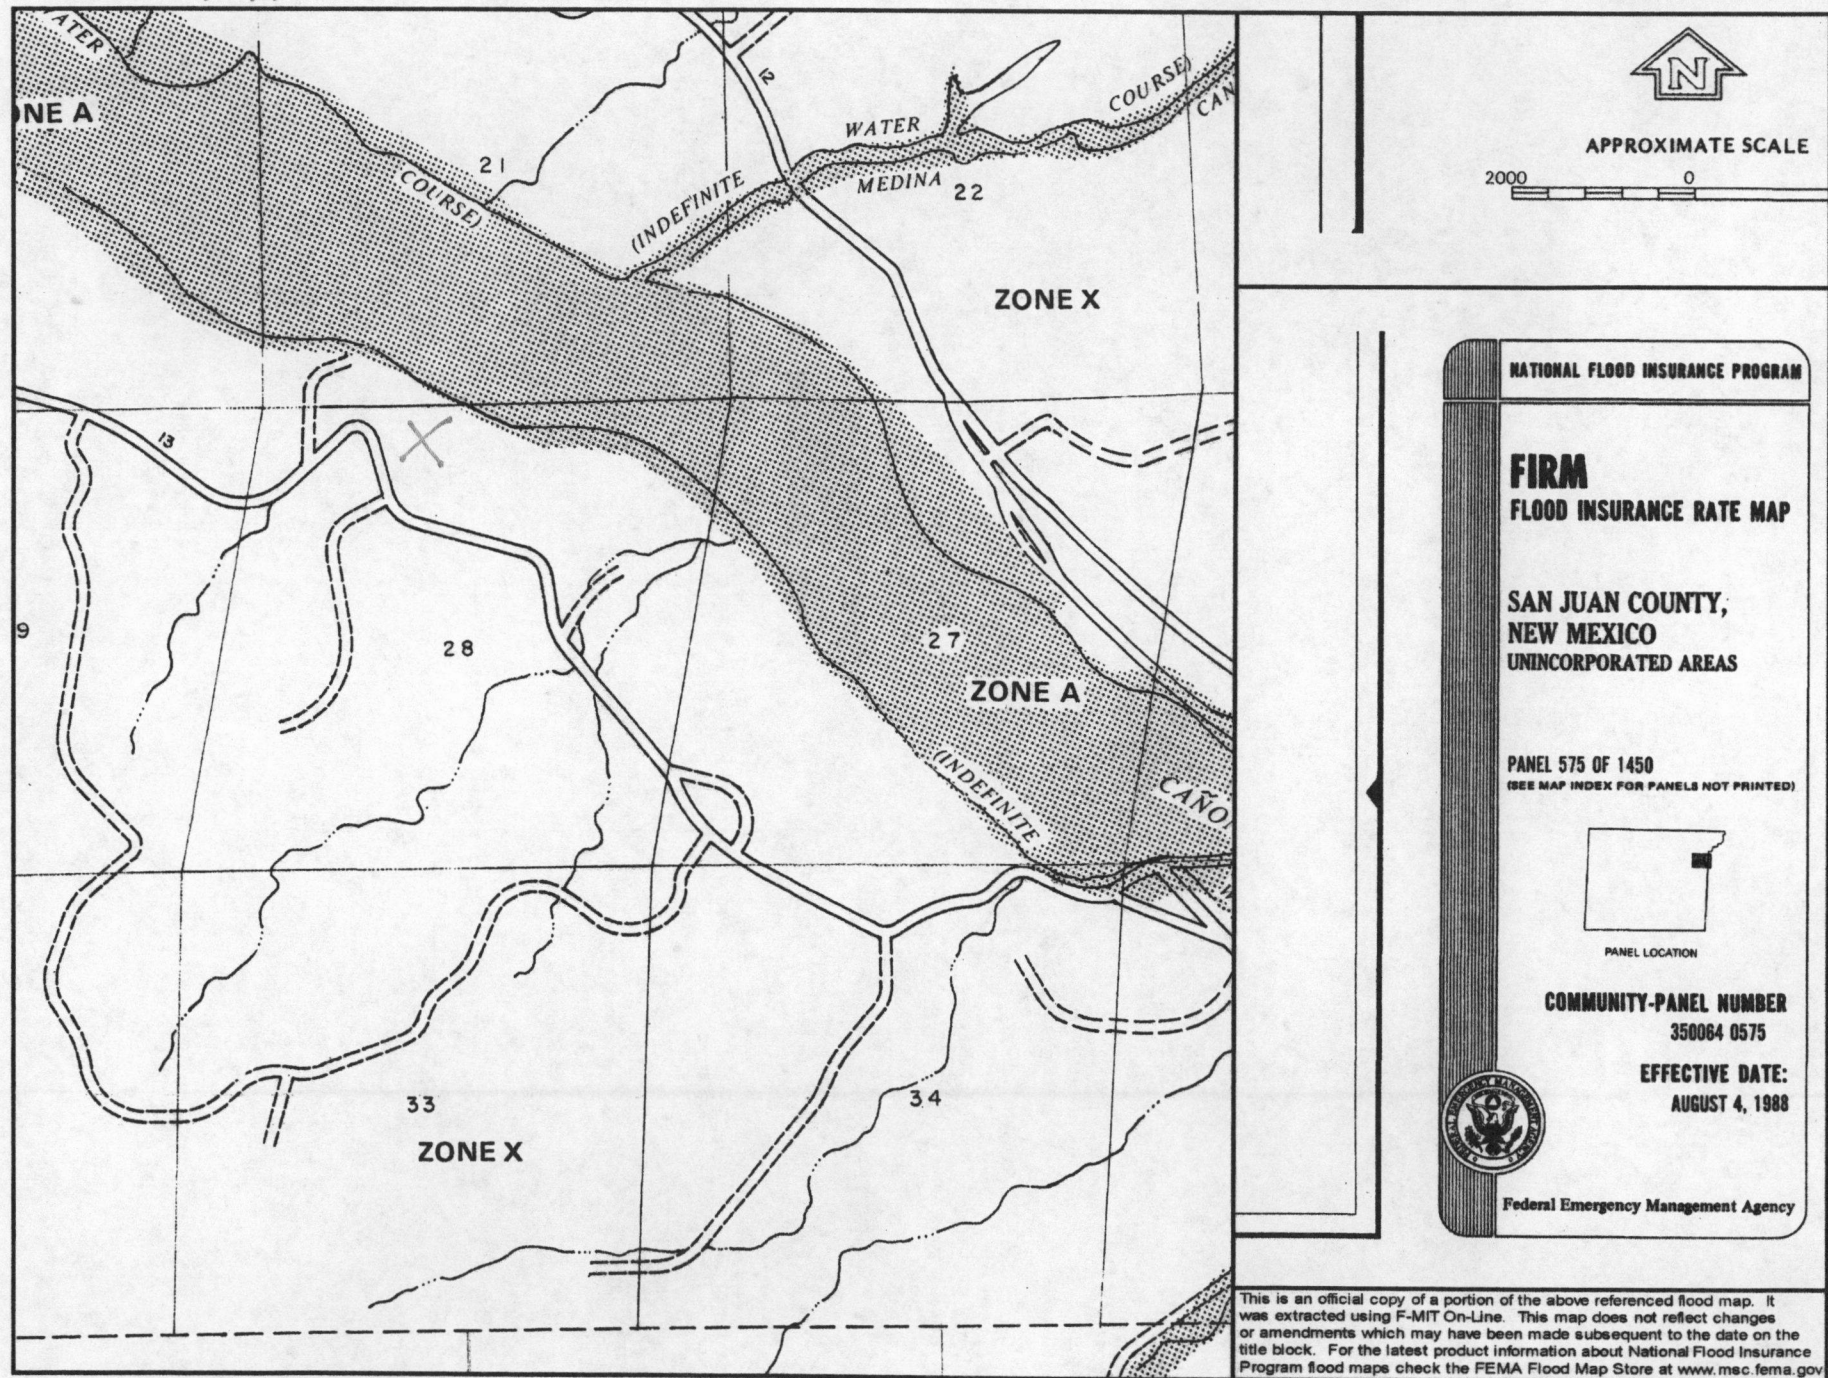 WATER
ZONE A
21
COURSE)
12
WATER
COURSE)
CAÑ
(INDEFINITE
MEDINA
22
ZONE X
13
9
28
27
ZONE A
(INDEFINITE
CAÑO
33
ZONE X
34
N
APPROXIMATE SCALE
2000 0
NATIONAL FLOOD INSURANCE PROGRAM
FIRM
FLOOD INSURANCE RATE MAP
SAN JUAN COUNTY,
NEW MEXICO
UNINCORPORATED AREAS
PANEL 575 OF 1450
(SEE MAP INDEX FOR PANELS NOT PRINTED)
PANEL LOCATION
COMMUNITY-PANEL NUMBER
350064 0575
EFFECTIVE DATE:
AUGUST 4, 1988
FEDERAL EMERGENCY MANAGEMENT AGENCY
Federal Emergency Management Agency
This is an official copy of a portion of the above referenced flood map. It
was extracted using F-MIT On-Line. This map does not reflect changes
or amendments which may have been made subsequent to the date on the
title block. For the latest product information about National Flood Insurance
Program flood maps check the FEMA Flood Map Store at www.msc.fema.gov